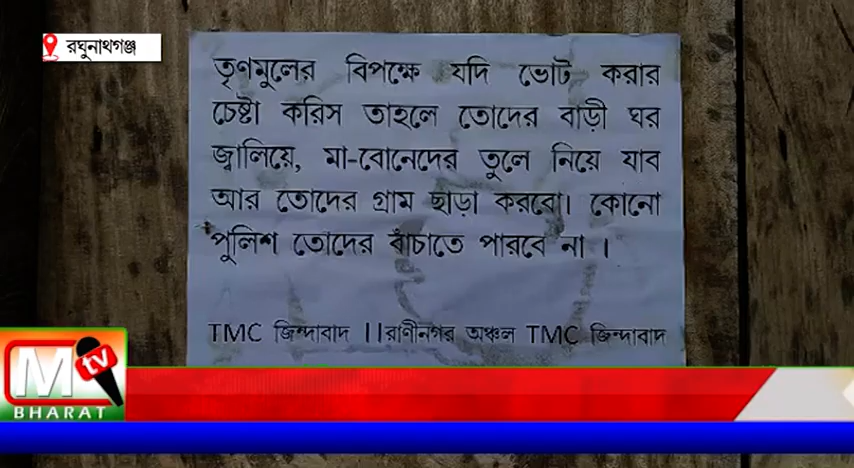 রঘুনাথগঞ্জ
তৃণমুলের বিপক্ষে যদি ভোট করার
চেষ্টা করিস তাহলে তোদের বাড়ী ঘর
জ্বালিয়ে, মা-বোনেদের তুলে নিয়ে যাব
আর তোদের গ্রাম ছাড়া করবো। কোনো
পুলিশ তোদের বাঁচাতে পারবে না ।
TMC জিন্দাবাদ ||রাণীনগর অঞ্চল TMC জিন্দাবাদ
M tv
BHARAT